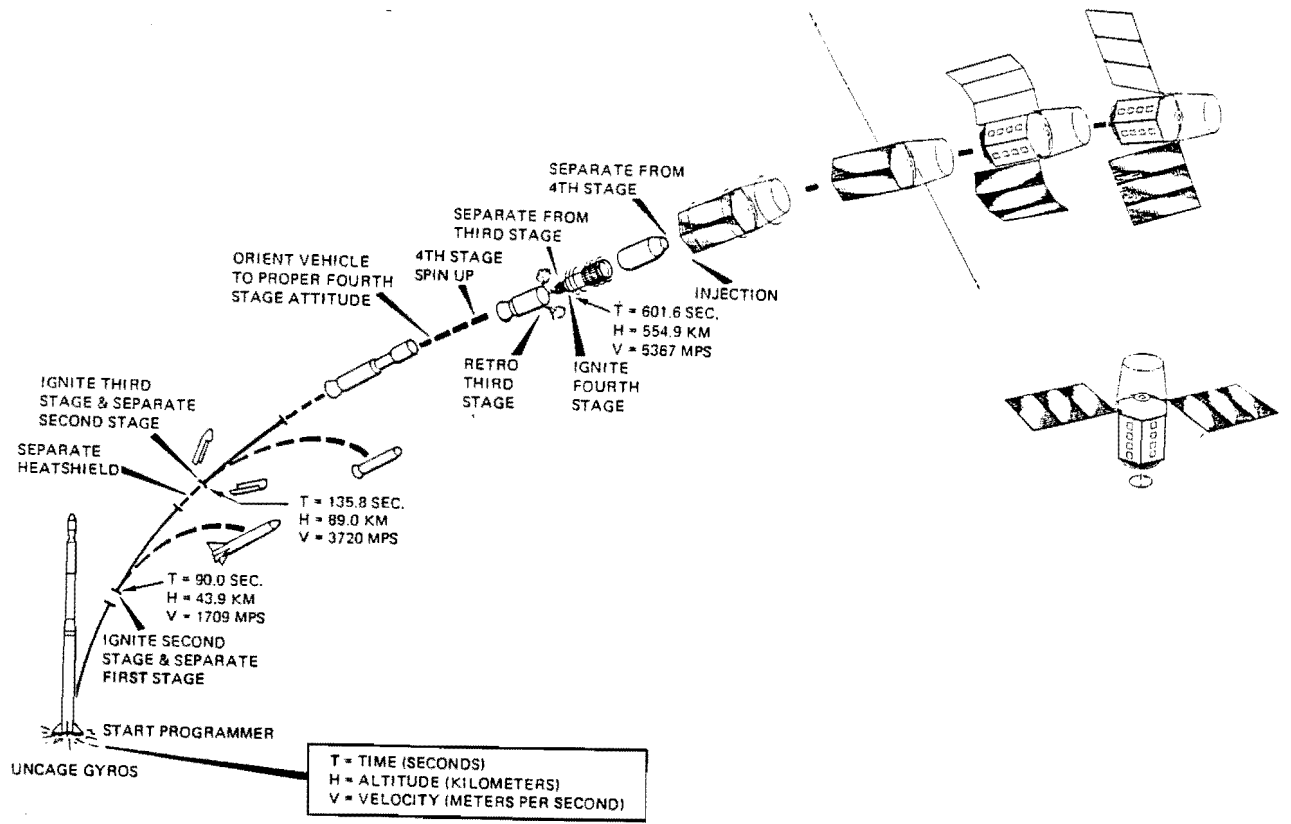 SEPARATE FROM
4TH STAGE
SEPARATE FROM
THIRD STAGE
4TH STAGE
SPIN UP
ORIENT VEHICLE
TO PROPER FOURTH
STAGE ATTITUDE
INJECTION
T = 601.6 SEC.
H = 554.9 KM
V = 5367 MPS
RETRO
THIRD
STAGE
IGNITE
FOURTH
STAGE
IGNITE THIRD
STAGE & SEPARATE
SECOND STAGE
SEPARATE
HEATSHIELD
T = 135.8 SEC.
H = 89.0 KM
V = 3720 MPS
T = 90.0 SEC.
H = 43.9 KM
V = 1709 MPS
IGNITE SECOND
STAGE & SEPARATE
FIRST STAGE
START PROGRAMMER
UNCAGE GYROS
T = TIME (SECONDS)
H = ALTITUDE (KILOMETERS)
V = VELOCITY (METERS PER SECOND)